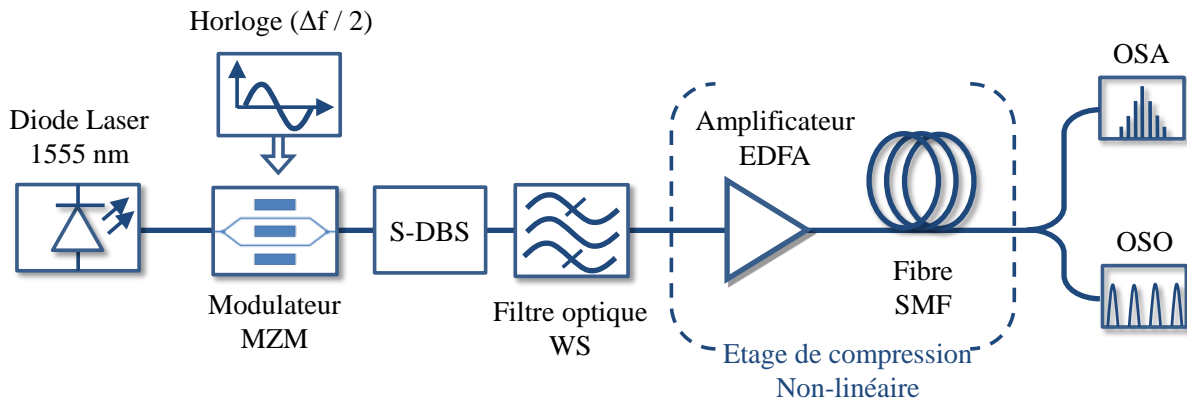 Horloge (Δf / 2)
Diode Laser
1555 nm
Modulateur
MZM
S-DBS
Filtre optique
WS
Amplificateur
EDFA
Fibre
SMF
Etage de compression
Non-linéaire
OSA
OSO